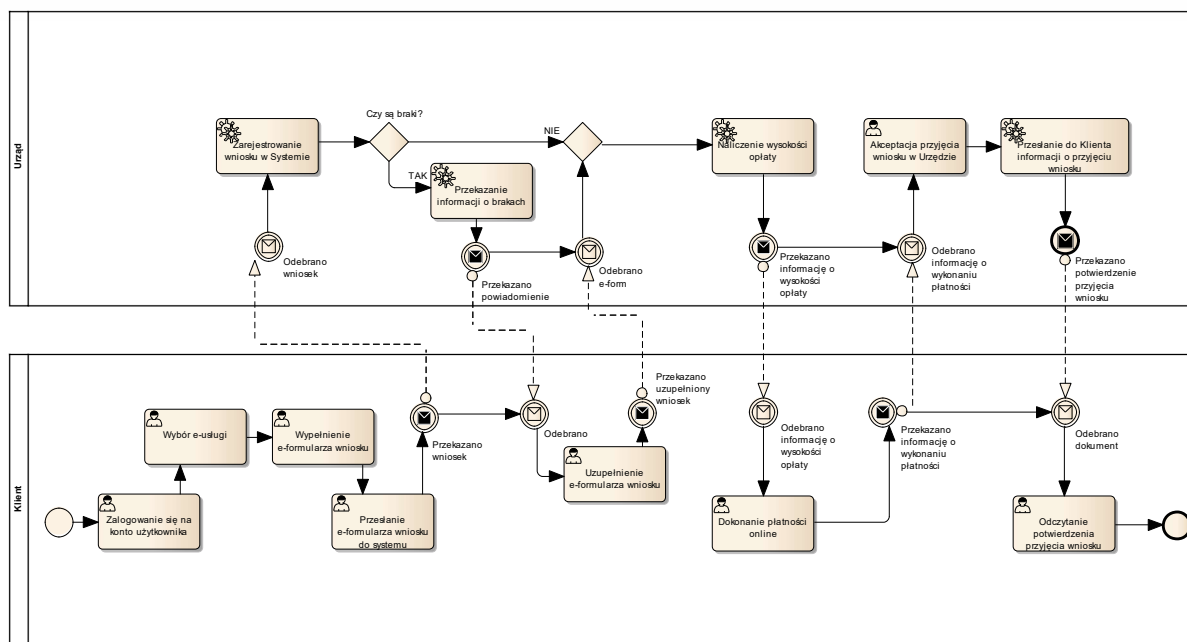 Urząd
Czy są braki?
Zarejestrowanie
wniosku w Systemie
NIE
TAK
Przekazanie
informacji o brakach
Naliczenie wysokości
opłaty
Akceptacja przyjęcia
wniosku w Urzędzie
Przesłanie do Klienta
informacji o przyjęciu
wniosku
Odebrano
wniosek
Przekazano
powiadomienie
Odebrano
e-form
Przekazano
informację o
wysokości
opłaty
Odebrano
informację o
wykonaniu
płatności
Przekazano
potwierdzenie
przyjęcia
wniosku
Klient
Zalogowanie się na
konto użytkownika
Wybór e-usługi
Wypełnienie
e-formularza wniosku
Przesłanie
e-formularza wniosku
do systemu
Przekazano
wniosek
Odebrano
Uzupełnienie
e-formularza wniosku
Przekazano
uzupełniony
wniosek
Odebrano
informację o
wysokości
opłaty
Dokonanie płatności
online
Przekazano
informację o
wykonaniu
płatności
Odebrano
dokument
Odczytanie
potwierdzenia
przyjęcia wniosku